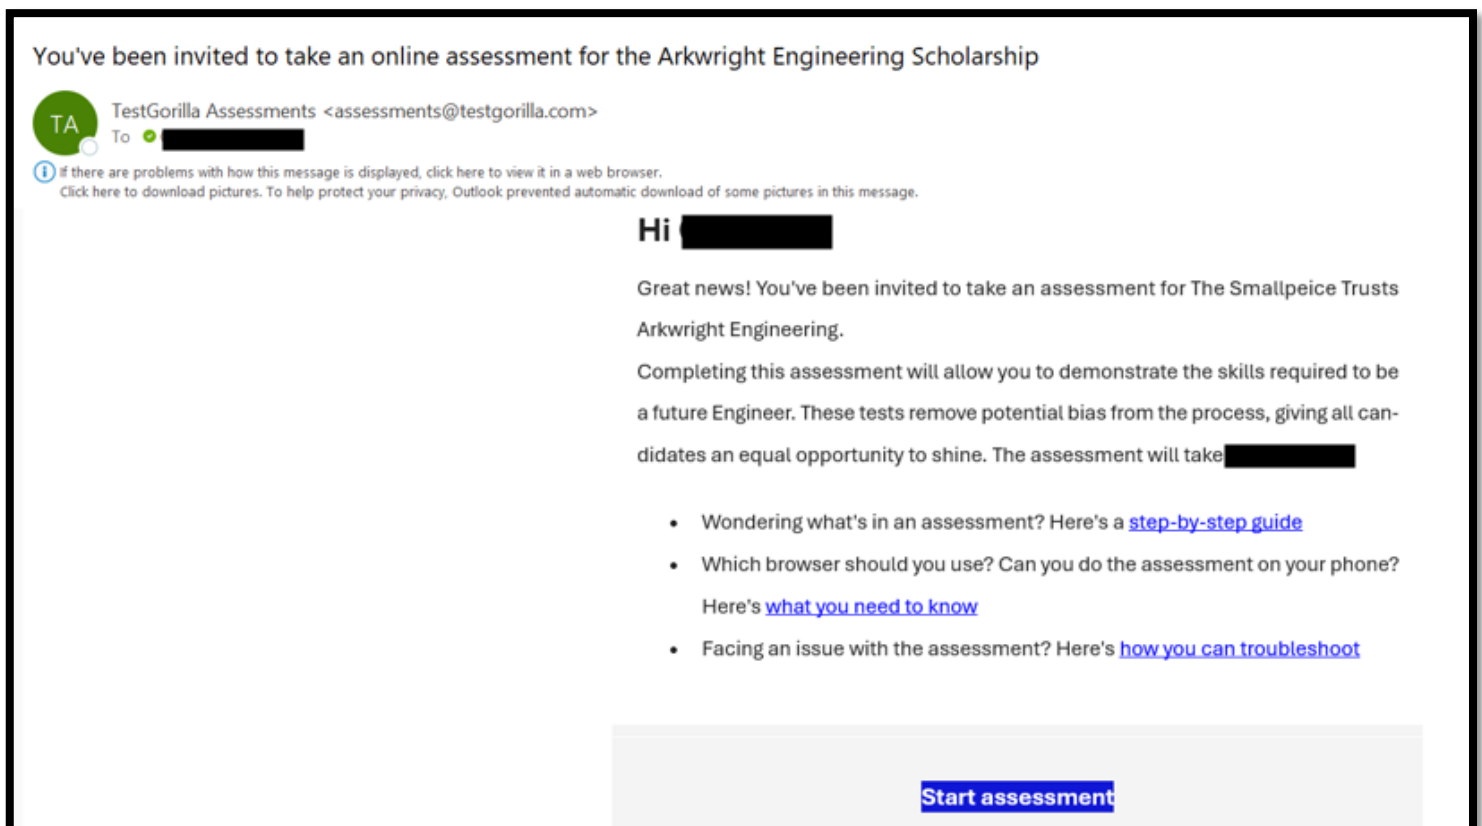 You've been invited to take an online assessment for the Arkwright Engineering Scholarship
TA
TestGorilla Assessments <assessments@testgorilla.com>
To
If there are problems with how this message is displayed, click here to view it in a web browser.
Click here to download pictures. To help protect your privacy, Outlook prevented automatic download of some pictures in this message.
Hi
Great news! You've been invited to take an assessment for The Smallpeice Trusts
Arkwright Engineering.
Completing this assessment will allow you to demonstrate the skills required to be
a future Engineer. These tests remove potential bias from the process, giving all can-
didates an equal opportunity to shine. The assessment will take
• Wondering what's in an assessment? Here's a step-by-step guide
• Which browser should you use? Can you do the assessment on your phone?
Here's what you need to know
• Facing an issue with the assessment? Here's how you can troubleshoot
Start assessment